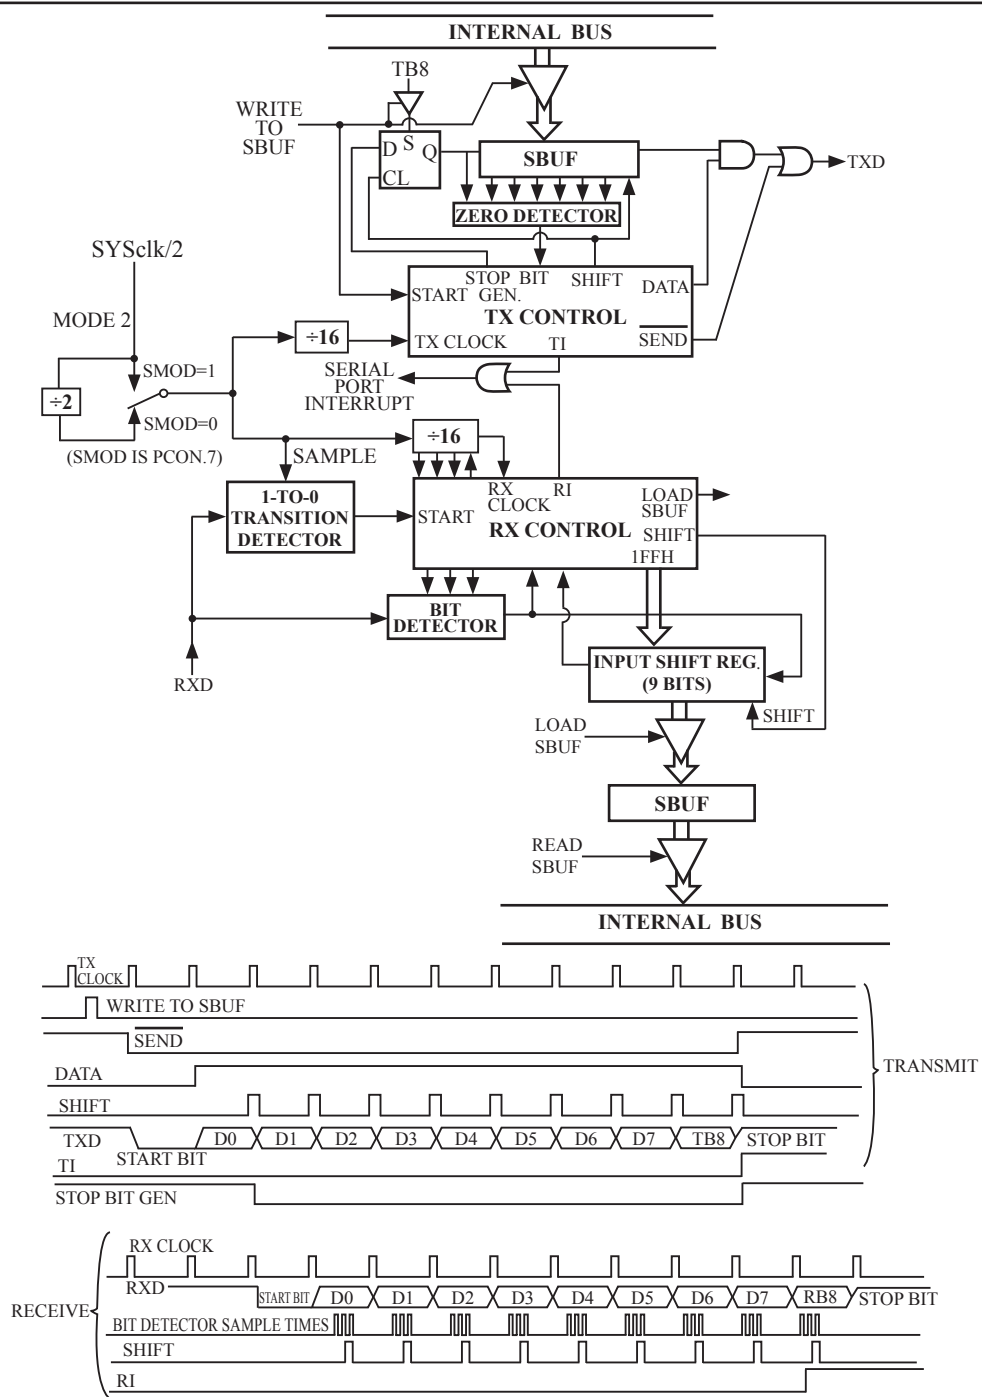 INTERNAL BUS
TB8
WRITE
TO
SBUF
D S Q
CL
SBUF
TXD
ZERO DETECTOR
SYSclk/2
STOP BIT
GEN.
SHIFT
DATA
START
TX CONTROL
MODE 2
÷16
TX CLOCK
TI
SEND
SMOD=1
SERIAL
PORT
INTERRUPT
÷2
SMOD=0
÷16
(SMOD IS PCON.7)
SAMPLE
1-TO-0
TRANSITION
DETECTOR
RX
CLOCK
RI
LOAD
SBUF
START
RX CONTROL
SHIFT
1FFH
BIT
DETECTOR
INPUT SHIFT REG.
(9 BITS)
RXD
SHIFT
LOAD
SBUF
SBUF
READ
SBUF
INTERNAL BUS
TX
CLOCK
WRITE TO SBUF
SEND
TRANSMIT
DATA
SHIFT
TXD
START BIT
D0 D1 D2 D3 D4 D5 D6 D7 TB8 STOP BIT
TI
STOP BIT GEN
RX CLOCK
RXD
START BIT D0 D1 D2 D3 D4 D5 D6 D7 RB8 STOP BIT
RECEIVE
BIT DETECTOR SAMPLE TIMES
SHIFT
RI